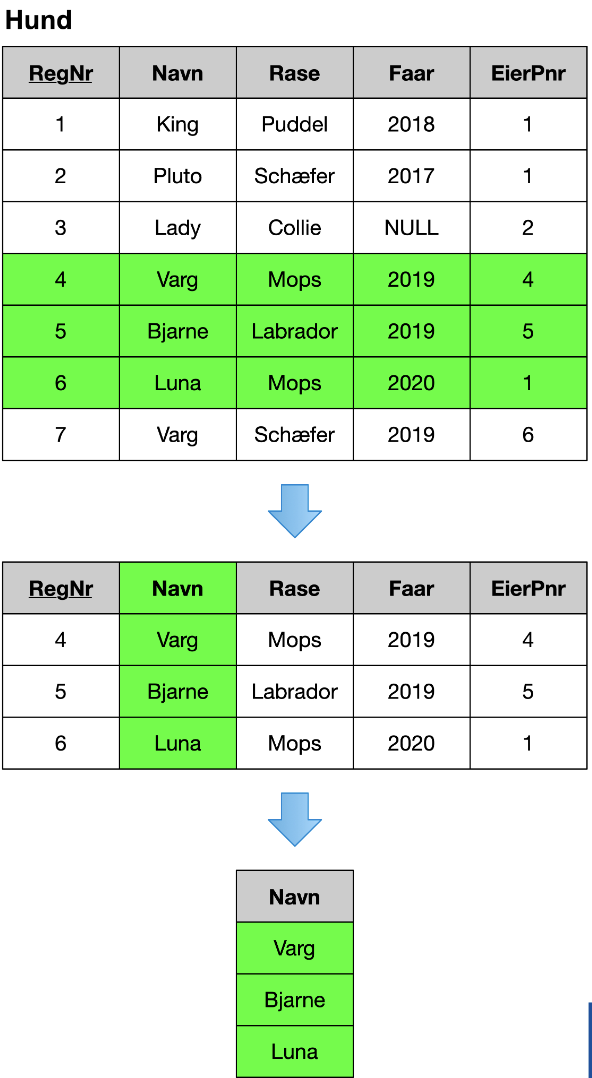 Hund
RegNr Navn Rase Faar EierPnr
1 King Puddel 2018 1
2 Pluto Schæfer 2017 1
3 Lady Collie NULL 2
4 Varg Mops 2019 4
5 Bjarne Labrador 2019 5
6 Luna Mops 2020 1
7 Varg Schæfer 2019 6
RegNr Navn Rase Faar EierPnr
4 Varg Mops 2019 4
5 Bjarne Labrador 2019 5
6 Luna Mops 2020 1
Navn
Varg
Bjarne
Luna